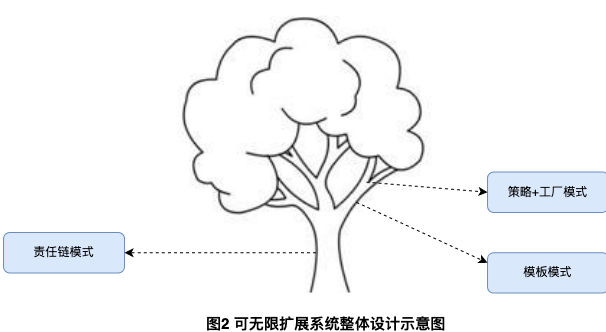 策略+工厂模式
责任链模式
模板模式
图2 可无限扩展系统整体设计示意图